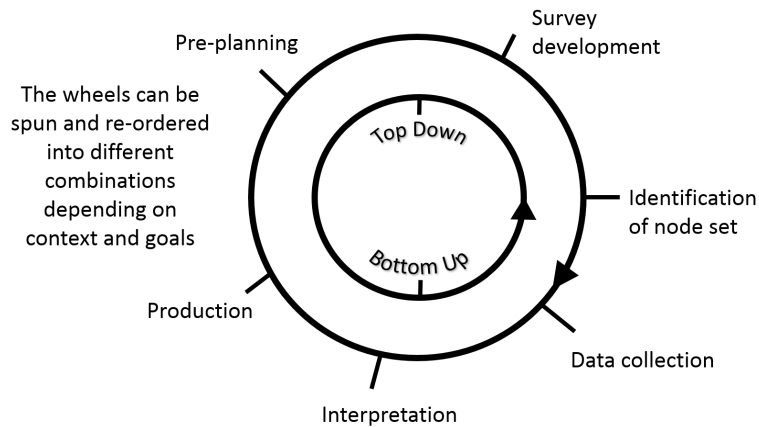 Survey
development
Pre-planning
The wheels can be
spun and re-ordered
into different
combinations
depending on
context and goals
Top Down
Identification
of node set
Bottom Up
Production
Data collection
Interpretation